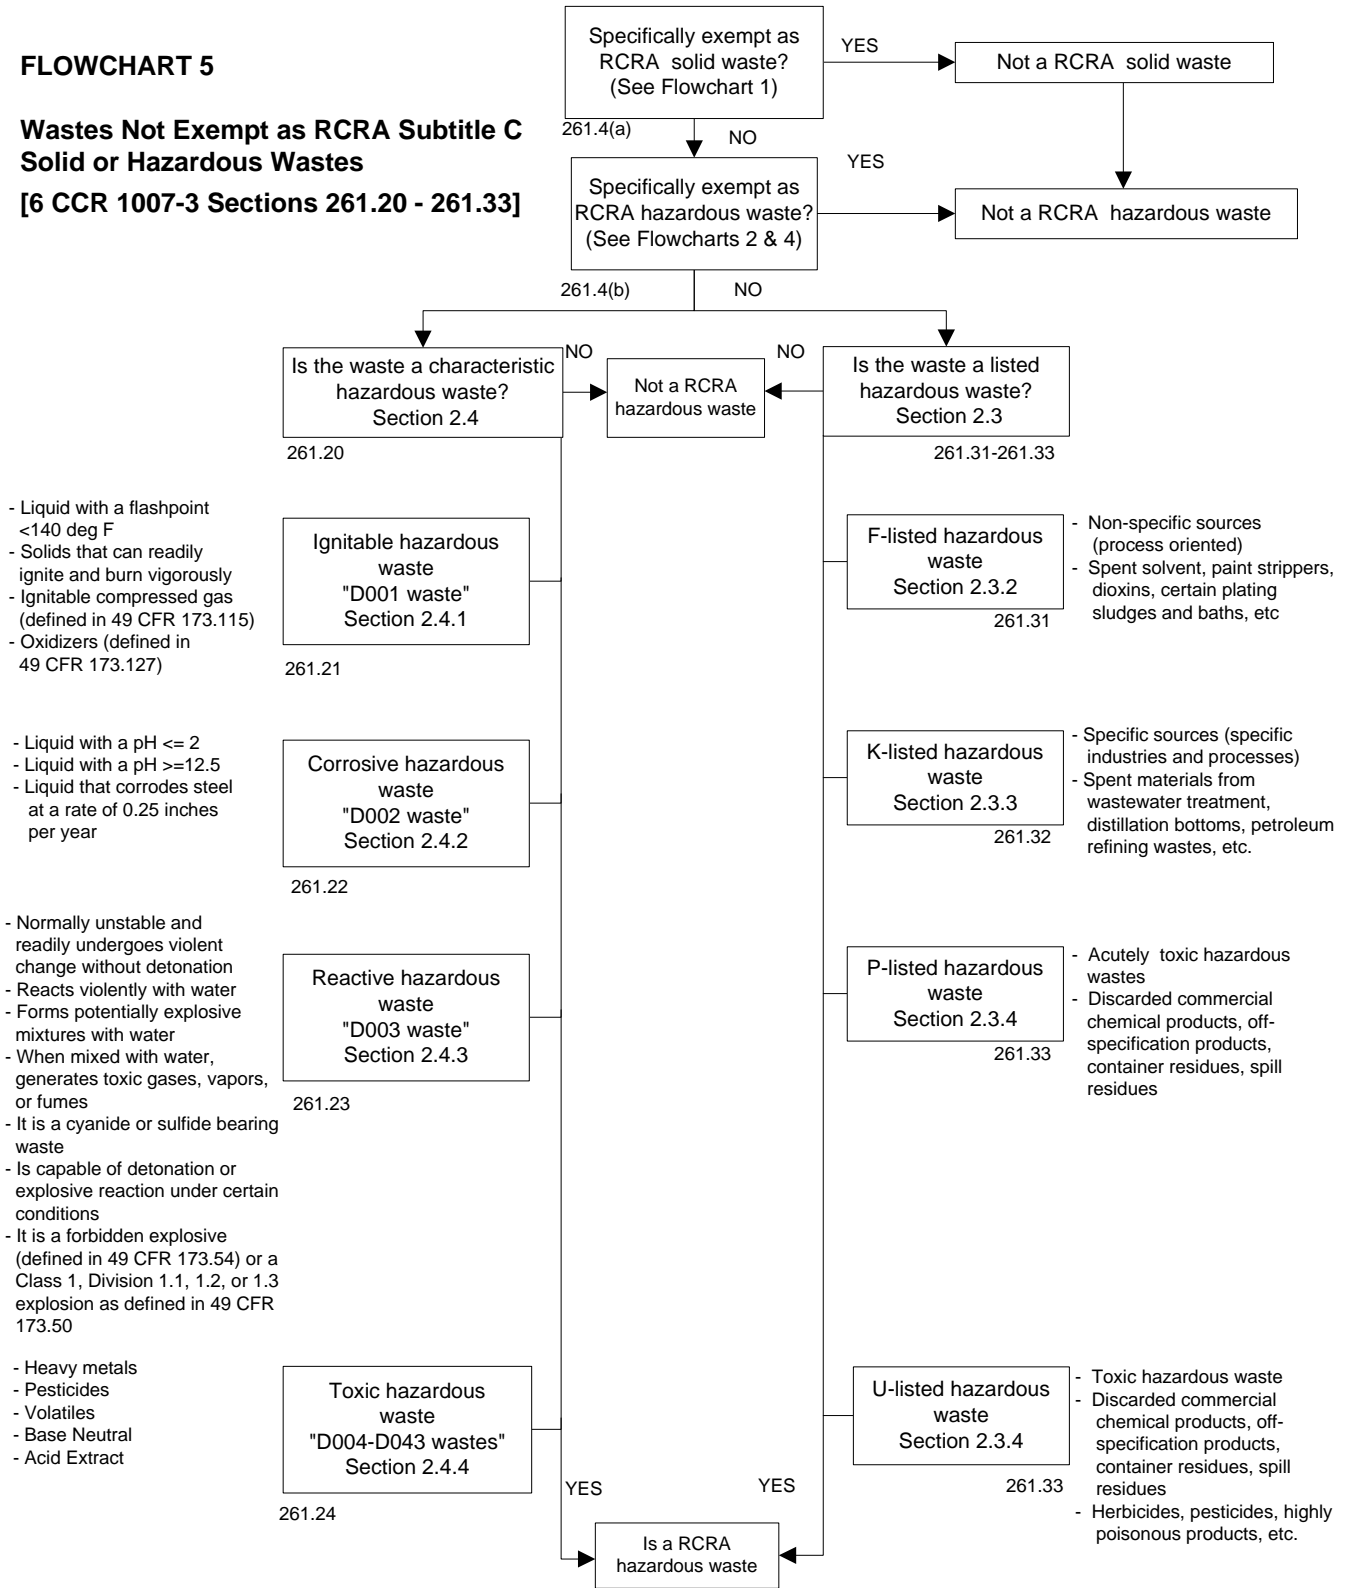 FLOWCHART 5
Wastes Not Exempt as RCRA Subtitle C
Solid or Hazardous Wastes
[6 CCR 1007-3 Sections 261.20 - 261.33]
Specifically exempt as
RCRA  solid waste?
(See Flowchart 1)
YES
Not a RCRA  solid waste
261.4(a)
NO
Specifically exempt as
RCRA hazardous waste?
(See Flowcharts 2 & 4)
YES
Not a RCRA  hazardous waste
261.4(b)
NO
Is the waste a characteristic
hazardous waste?
Section 2.4
261.20
NO
Not a RCRA
hazardous waste
NO
Is the waste a listed
hazardous waste?
Section 2.3
261.31-261.33
- Liquid with a flashpoint
<140 deg F
- Solids that can readily
ignite and burn vigorously
- Ignitable compressed gas
(defined in 49 CFR 173.115)
- Oxidizers (defined in
49 CFR 173.127)
Ignitable hazardous
waste
"D001 waste"
Section 2.4.1
261.21
F-listed hazardous
waste
Section 2.3.2
261.31
- Non-specific sources
(process oriented)
- Spent solvent, paint strippers,
dioxins, certain plating
sludges and baths, etc
- Liquid with a pH <= 2
- Liquid with a pH >=12.5
- Liquid that corrodes steel
at a rate of 0.25 inches
per year
Corrosive hazardous
waste
"D002 waste"
Section 2.4.2
261.22
K-listed hazardous
waste
Section 2.3.3
261.32
- Specific sources (specific
industries and processes)
- Spent materials from
wastewater treatment,
distillation bottoms, petroleum
refining wastes, etc.
- Normally unstable and
readily undergoes violent
change without detonation
- Reacts violently with water
- Forms potentially explosive
mixtures with water
- When mixed with water,
generates toxic gases, vapors,
or fumes
- It is a cyanide or sulfide bearing
waste
- Is capable of detonation or
explosive reaction under certain
conditions
- It is a forbidden explosive
(defined in 49 CFR 173.54) or a
Class 1, Division 1.1, 1.2, or 1.3
explosion as defined in 49 CFR
173.50
Reactive hazardous
waste
"D003 waste"
Section 2.4.3
261.23
P-listed hazardous
waste
Section 2.3.4
261.33
- Acutely  toxic hazardous
wastes
- Discarded commercial
chemical products, off-
specification products,
container residues, spill
residues
- Heavy metals
- Pesticides
- Volatiles
- Base Neutral
- Acid Extract
Toxic hazardous
waste
"D004-D043 wastes"
Section 2.4.4
261.24
U-listed hazardous
waste
Section 2.3.4
261.33
- Toxic hazardous waste
- Discarded commercial
chemical products, off-
specification products,
container residues, spill
residues
- Herbicides, pesticides, highly
poisonous products, etc.
YES
YES
Is a RCRA
hazardous waste